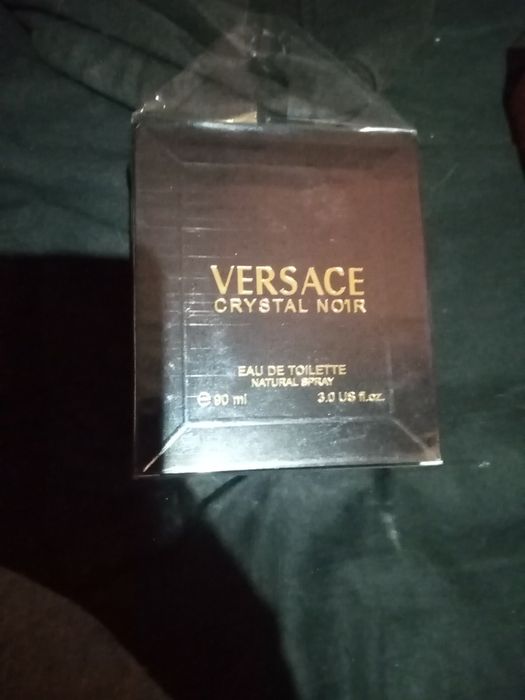 VERSACE
CRYSTAL NOIR
EAU DE TOILETTE
NATURAL SPRAY
℮ 90 ml 3.0 US fl.oz.